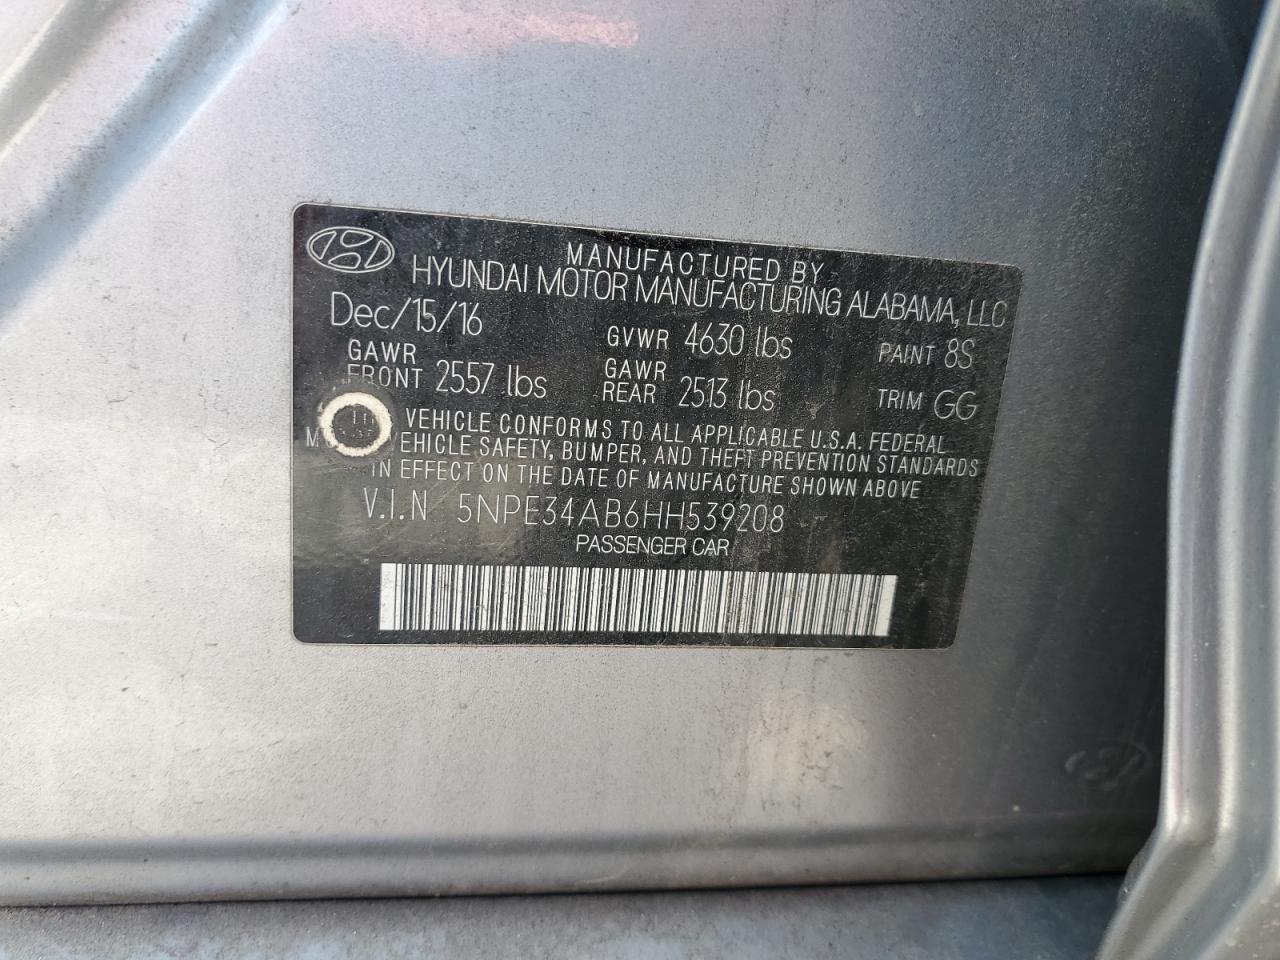 MANUFACTURED BY
HYUNDAI MOTOR MANUFACTURING ALABAMA, LLC
Dec/15/16 GVWR 4630 lbs PAINT 8S
GAWR FRONT 2557 lbs GAWR REAR 2513 lbs TRIM GG
VEHICLE CONFORMS TO ALL APPLICABLE U.S.A. FEDERAL
M EHICLE SAFETY, BUMPER, AND THEFT PREVENTION STANDARDS
IN EFFECT ON THE DATE OF MANUFACTURE SHOWN ABOVE
V.I.N 5NPE34AB6HH539208
PASSENGER CAR